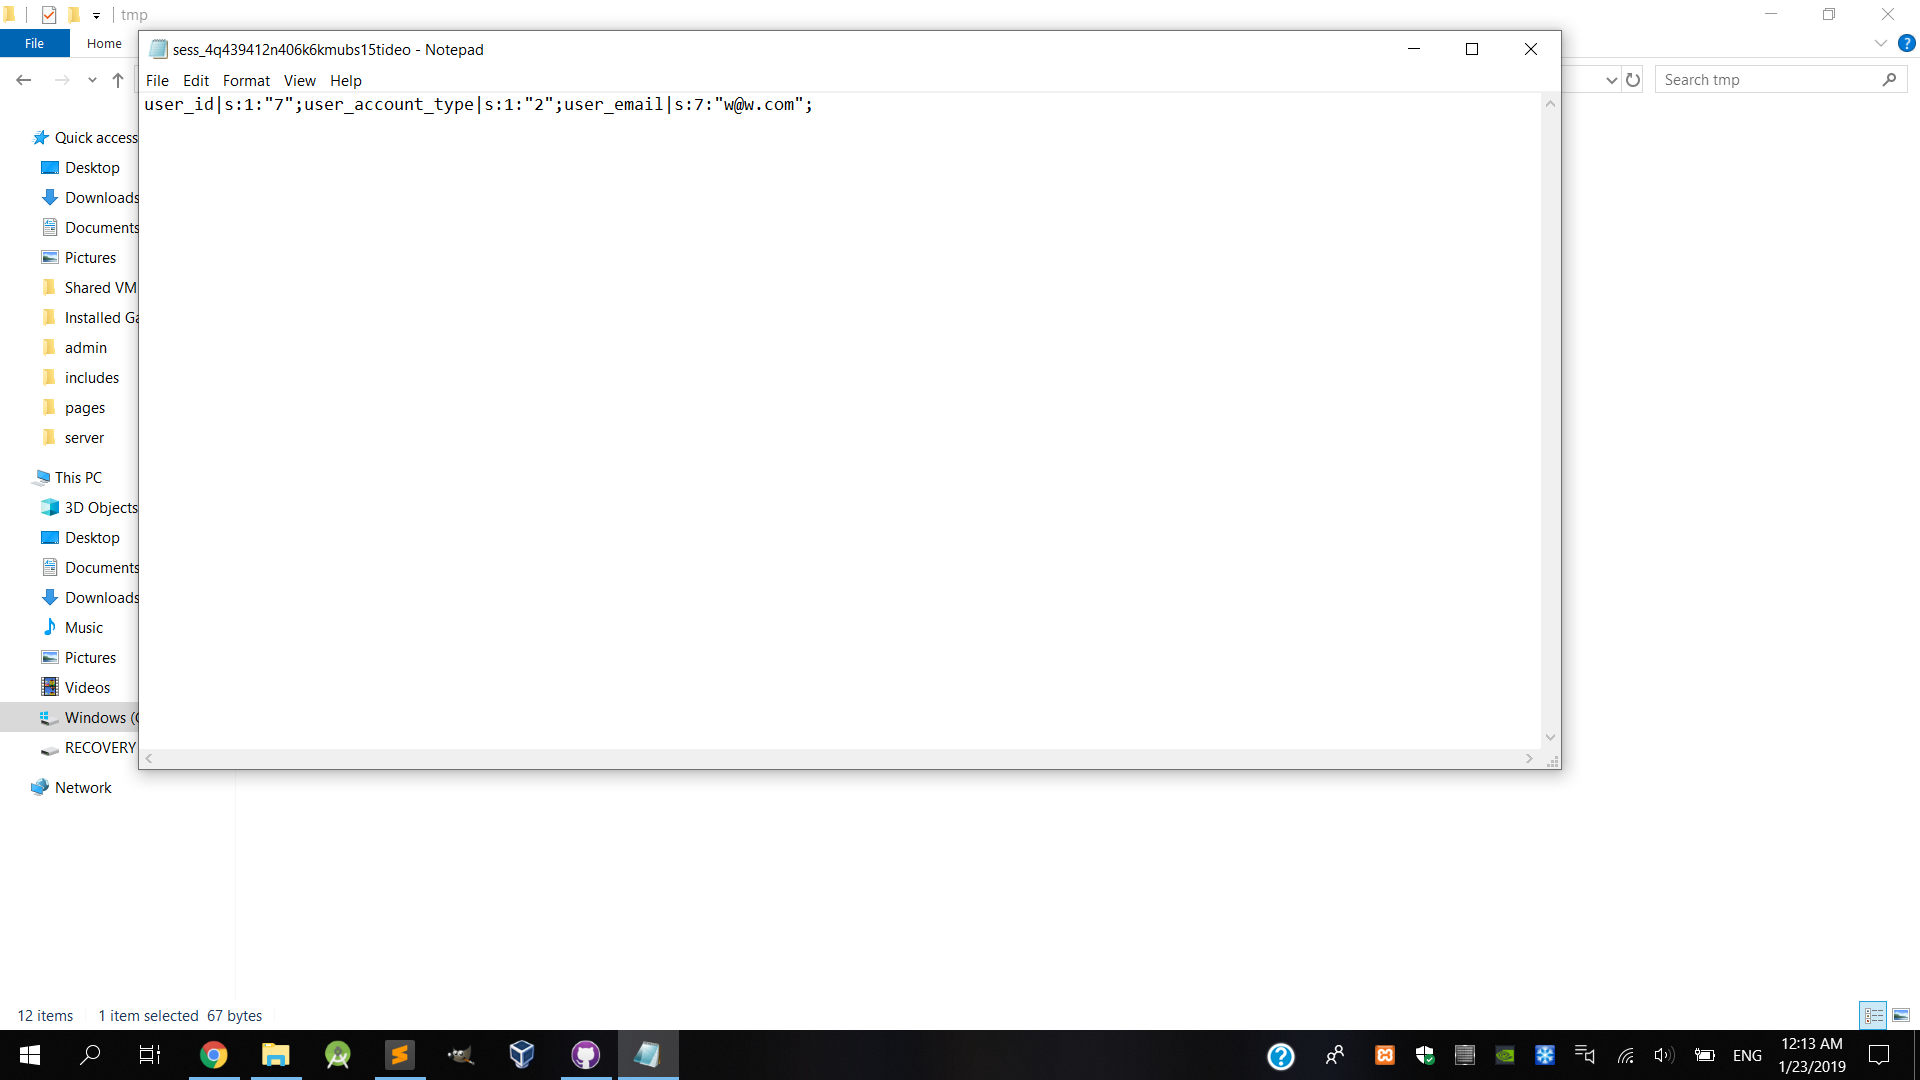 tmp
File
Home
Search tmp
sess_4q439412n406k6kmubs15tideo - Notepad
File Edit Format View Help
user_id|s:1:"7";user_account_type|s:1:"2";user_email|s:7:"w@w.com";
Quick access
Desktop
Downloads
Documents
Pictures
Shared VM
Installed Ga
admin
includes
pages
server
This PC
3D Objects
Desktop
Documents
Downloads
Music
Pictures
Videos
Windows (C
RECOVERY
Network
12 items 1 item selected 67 bytes
ENG
12:13 AM
1/23/2019